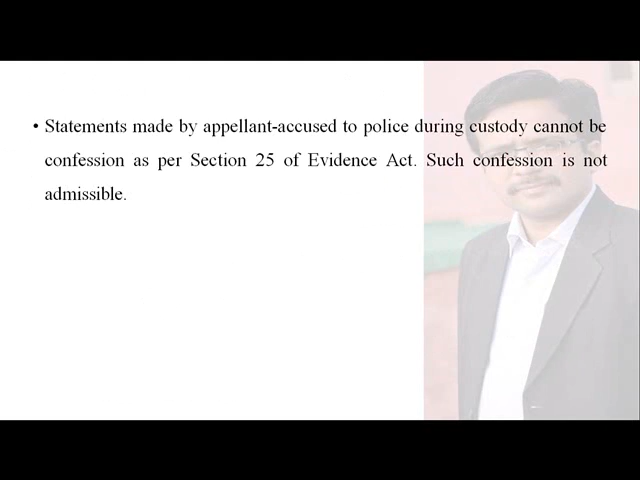 • Statements made by appellant-accused to police during custody cannot be
confession as per Section 25 of Evidence Act. Such confession is not
admissible.